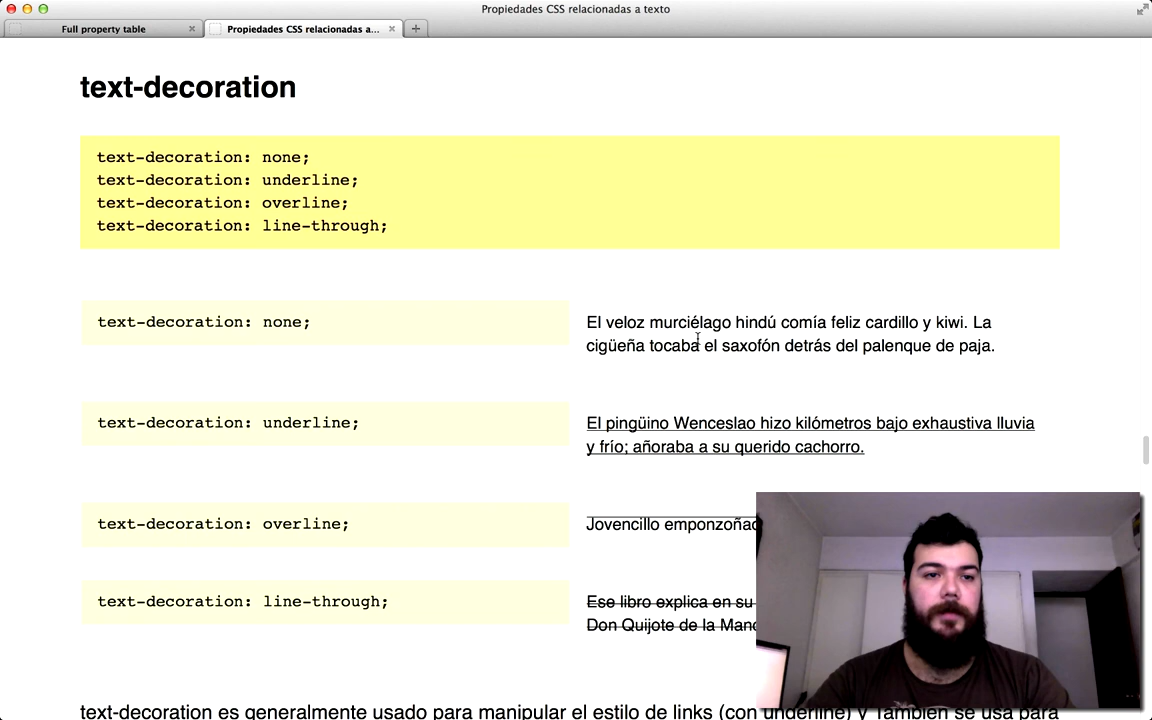 Propiedades CSS relacionadas a texto
Full property table
Propiedades CSS relacionadas a...
text-decoration
text-decoration: none;
text-decoration: underline;
text-decoration: overline;
text-decoration: line-through;
text-decoration: none;
El veloz murciélago hindú comía feliz cardillo y kiwi. La
cigüeña tocaba el saxofón detrás del palenque de paja.
text-decoration: underline;
El pingüino Wenceslao hizo kilómetros bajo exhaustiva lluvia
y frío; añoraba a su querido cachorro.
text-decoration: overline;
Jovencillo
text-decoration: line-through;
Ese libro explica en su
Don Quijote de la
text-decoration es generalmente usado para manipular el estilo de links (con underline) y También se usa para